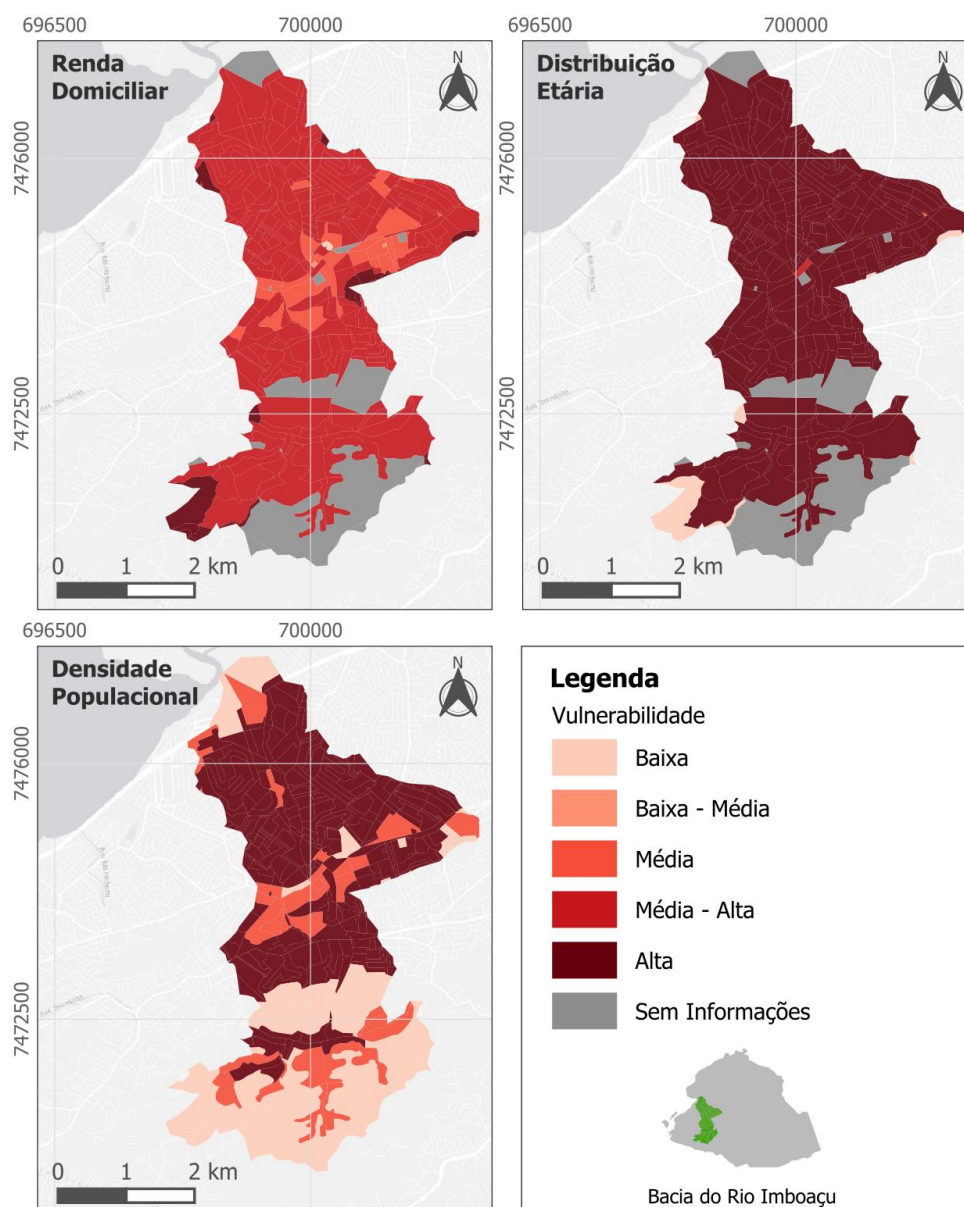 696500 700000 696500 700000
Renda
Domiciliar
N
7476000
7472500
0 1 2 km
Distribuição
Etária
N
7476000
7472500
0 1 2 km
696500 700000
Densidade
Populacional
N
7476000
7472500
0 1 2 km
Legenda
Vulnerabilidade
Baixa
Baixa - Média
Média
Média - Alta
Alta
Sem Informações
Bacia do Rio Imboaçu